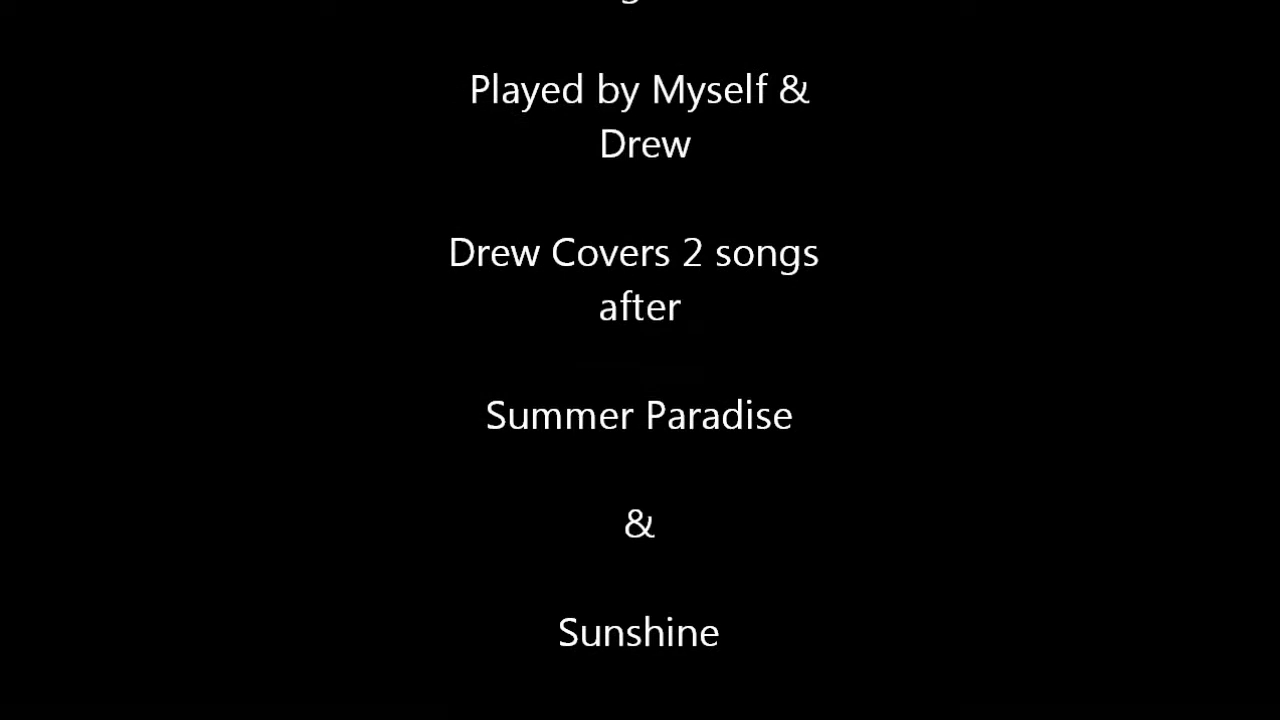 Played by Myself &
Drew
Drew Covers 2 songs
after
Summer Paradise
&
Sunshine